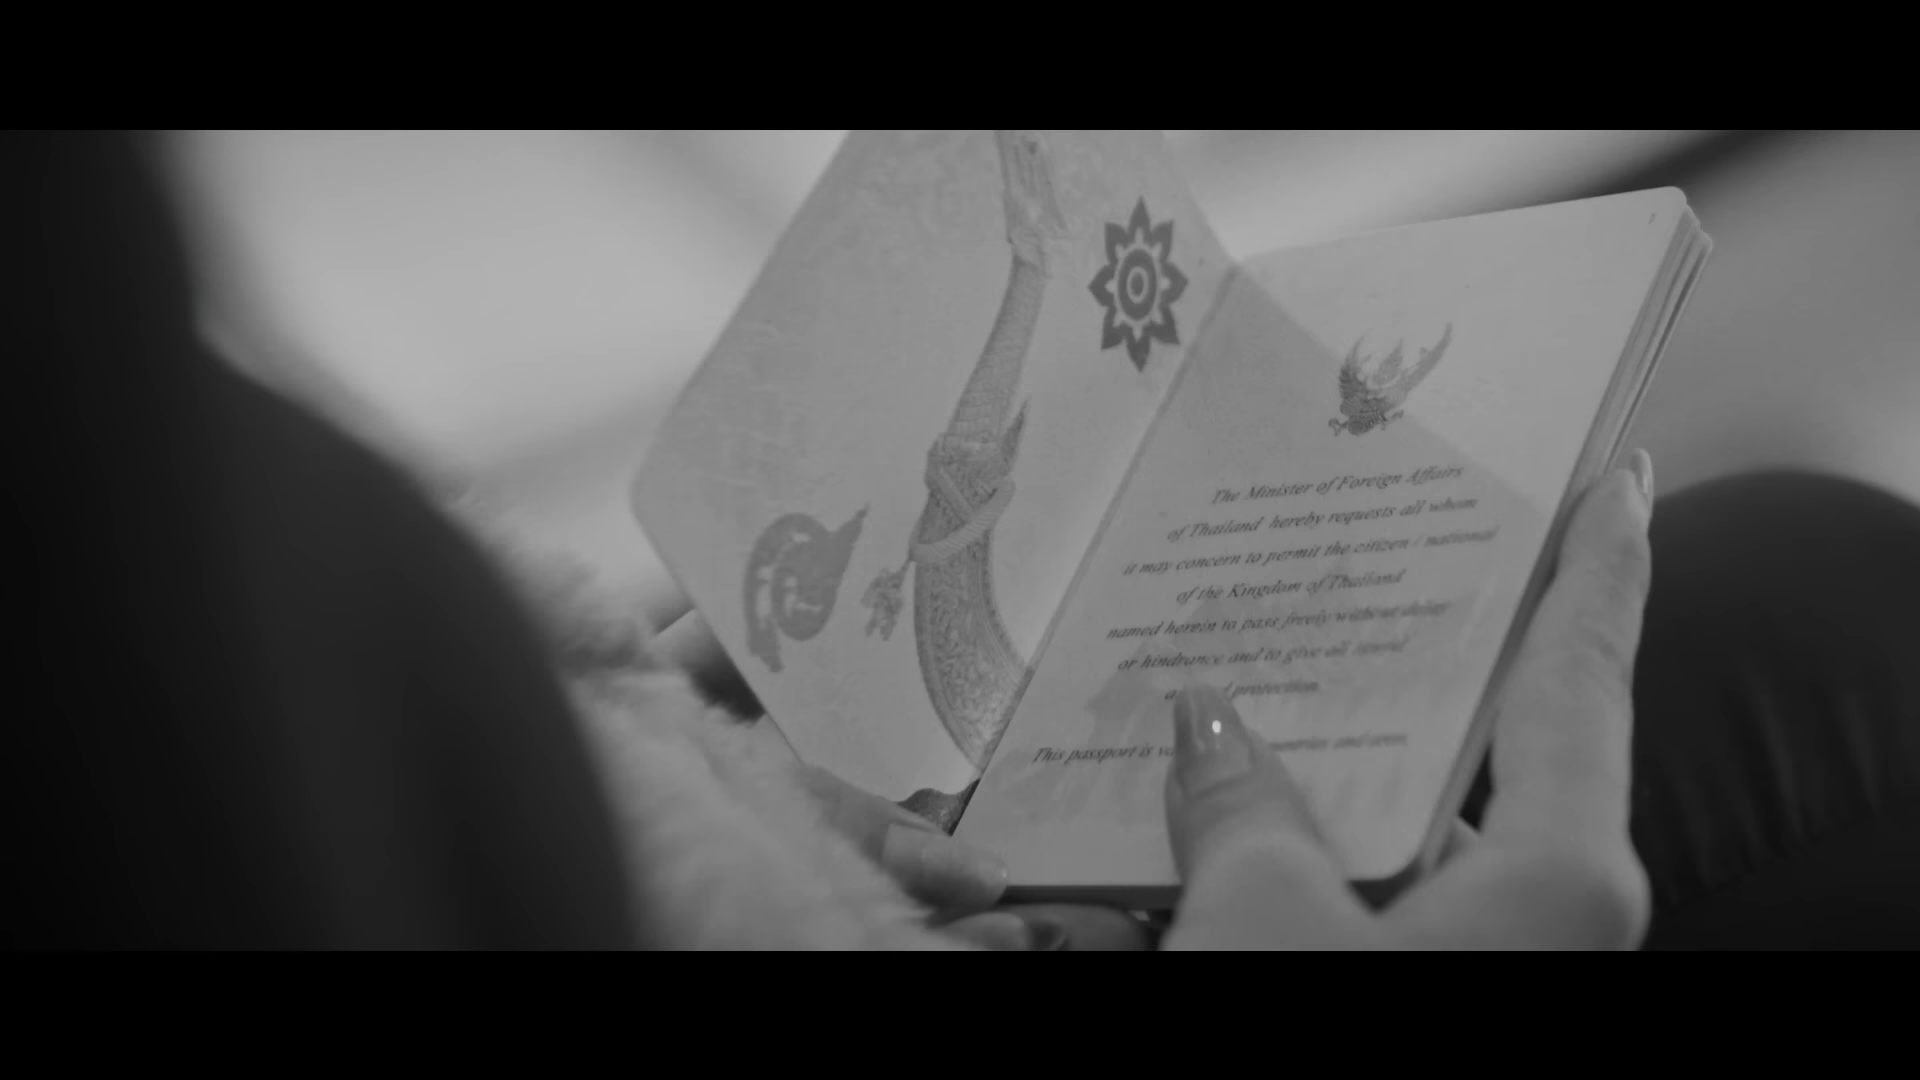 The Minister of Foreign Affairs
of Thailand hereby requests all whom
it may concern to permit the citizen / national
of the Kingdom of Thailand
named herein to pass freely without delay
or hindrance and to give all
protection.
This passport is countries and